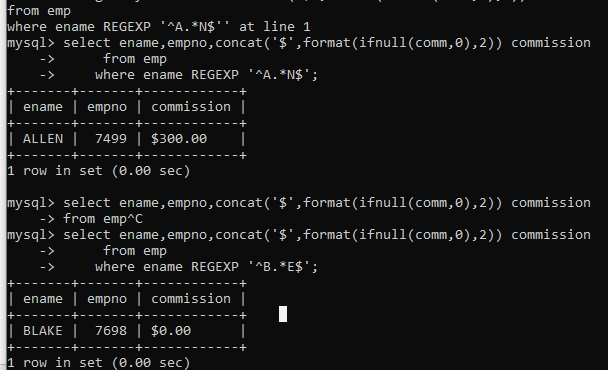 from emp
where ename REGEXP '^A.*N$'' at line 1
mysql> select ename,empno,concat('$',format(ifnull(comm,0),2)) commission
    ->      from emp
    ->     where ename REGEXP '^A.*N$';
+-------+-------+------------+
| ename | empno | commission |
+-------+-------+------------+
| ALLEN |  7499 | $300.00    |
+-------+-------+------------+
1 row in set (0.00 sec)
mysql> select ename,empno,concat('$',format(ifnull(comm,0),2)) commission
    -> from emp^C
mysql> select ename,empno,concat('$',format(ifnull(comm,0),2)) commission
    ->      from emp
    ->     where ename REGEXP '^B.*E$';
+-------+-------+------------+
| ename | empno | commission |
+-------+-------+------------+
| BLAKE |  7698 | $0.00      |
+-------+-------+------------+
1 row in set (0.00 sec)